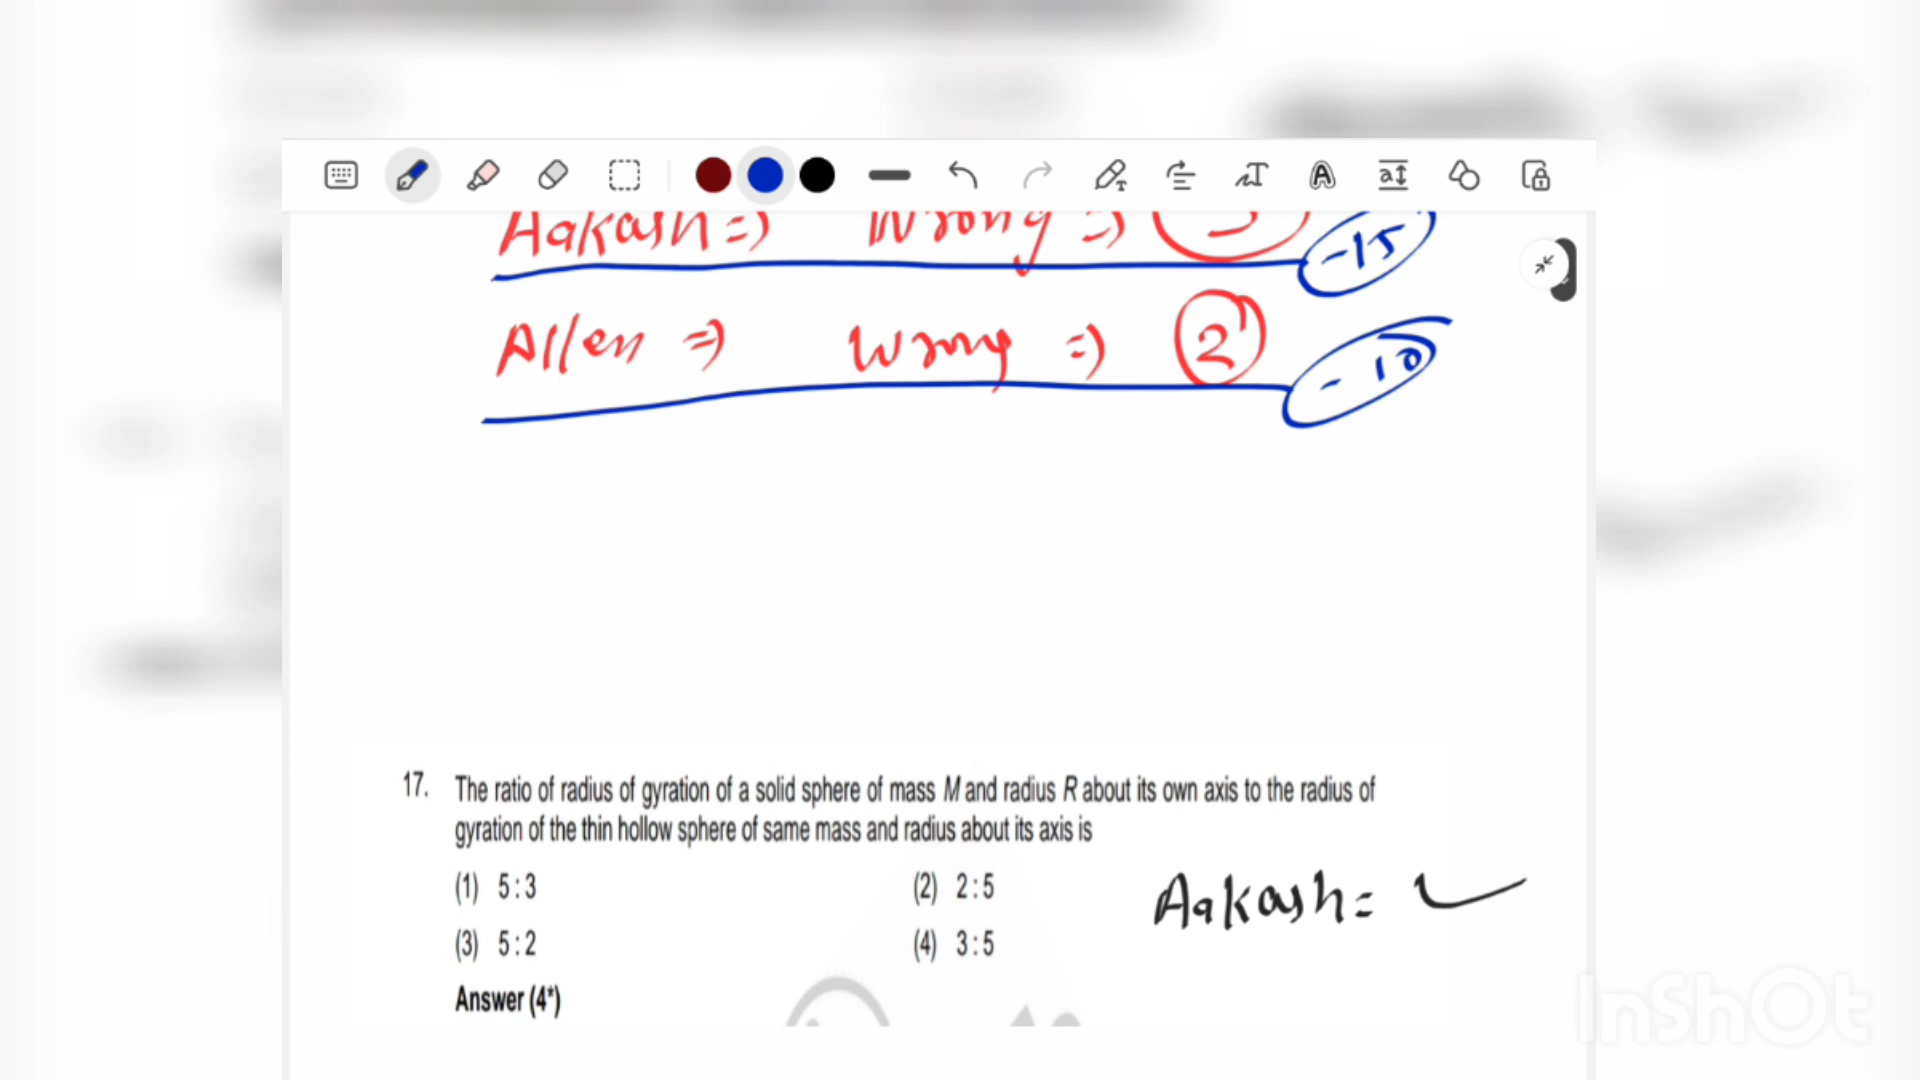 Aakash => Wrong =>
-15
Allen => Wrong => 2
-10
17. The ratio of radius of gyration of a solid sphere of mass M and radius R about its own axis to the radius of
gyration of the thin hollow sphere of same mass and radius about its axis is
(1) 5 : 3 (2) 2 : 5
Aakash = ✓
(3) 5 : 2 (4) 3 : 5
Answer (4*)
InShOt